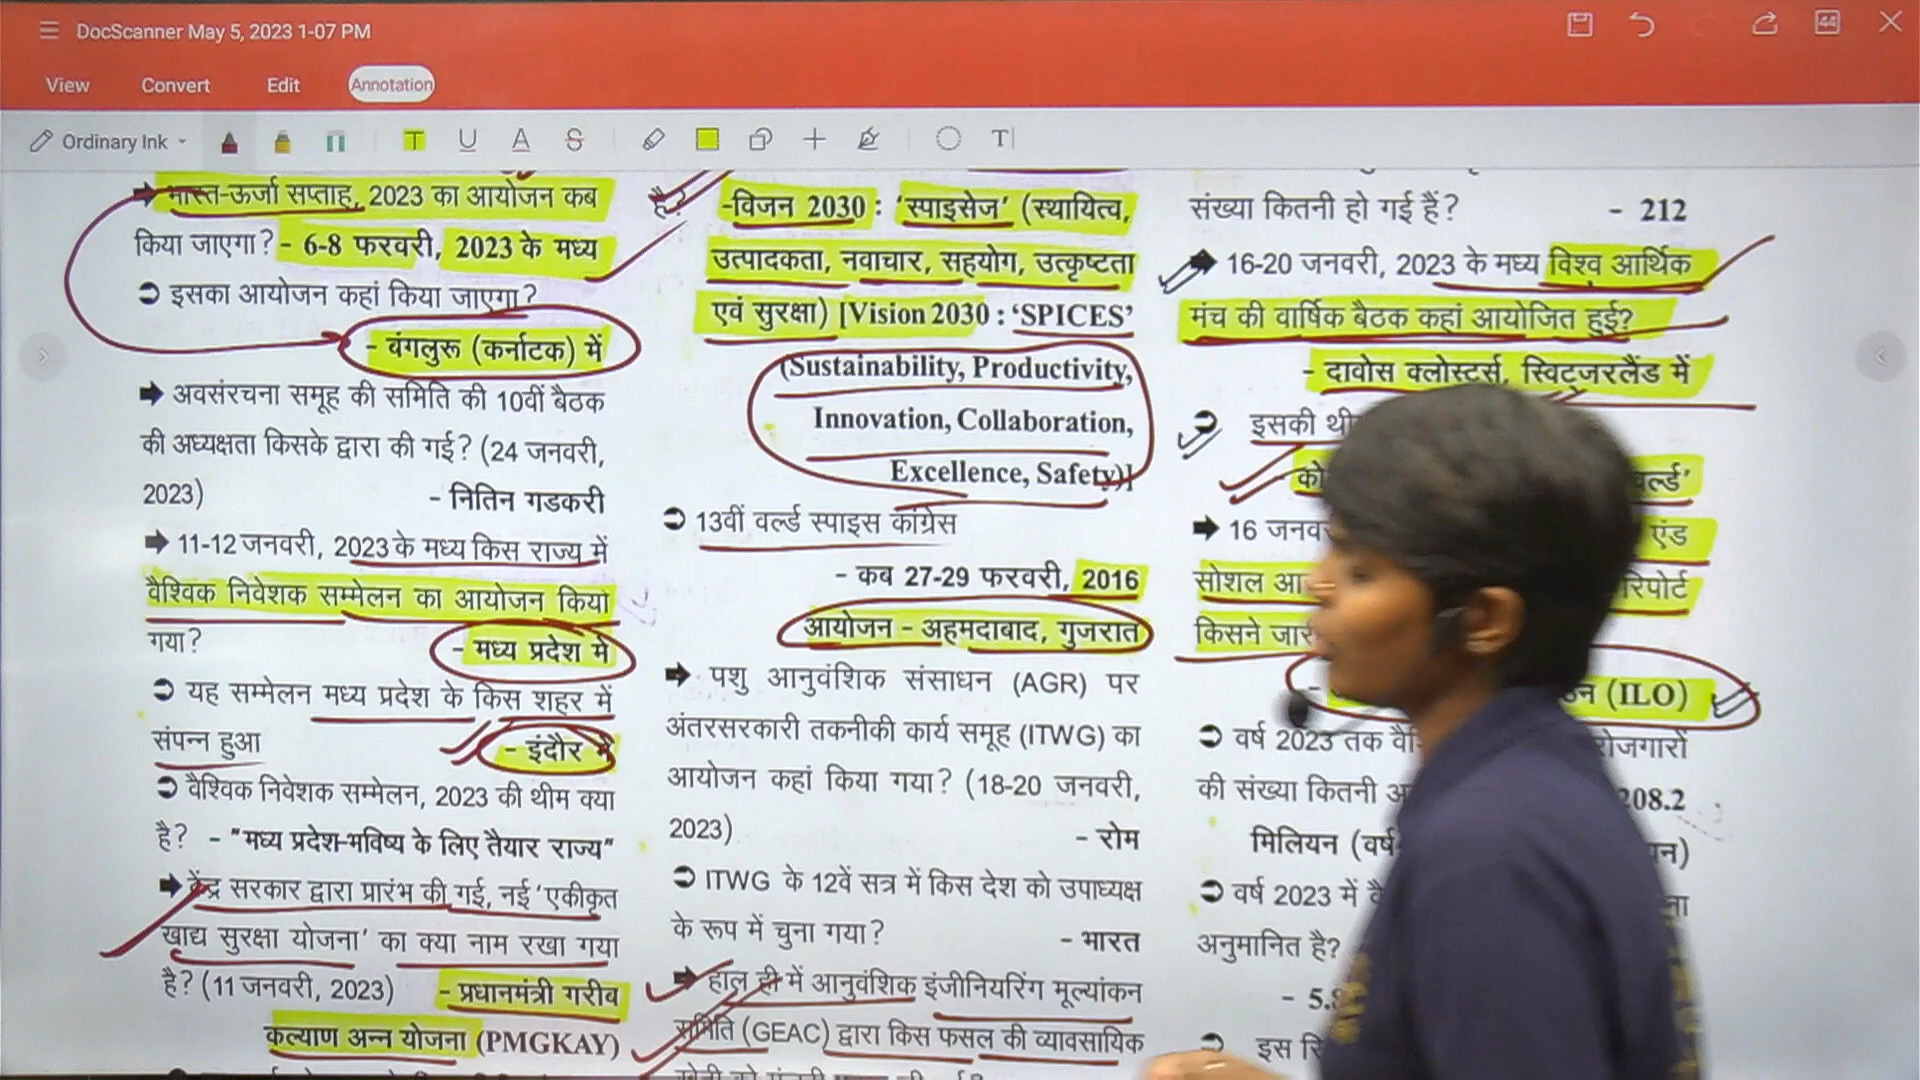 DocScanner May 5, 2023 1-07 PM
44
View Convert Edit Annotation
Ordinary Ink T U A S T
➡ भारत-ऊर्जा सप्ताह, 2023 का आयोजन कब
किया जाएगा? - 6-8 फरवरी, 2023 के मध्य
➲ इसका आयोजन कहां किया जाएगा?
- बंगलुरू (कर्नाटक) में
➡ अवसंरचना समूह की समिति की 10वीं बैठक
की अध्यक्षता किसके द्वारा की गई? (24 जनवरी,
2023) - नितिन गडकरी
➡ 11-12 जनवरी, 2023 के मध्य किस राज्य में
वैश्विक निवेशक सम्मेलन का आयोजन किया
गया? - मध्य प्रदेश में
➲ यह सम्मेलन मध्य प्रदेश के किस शहर में
संपन्न हुआ - इंदौर में
➲ वैश्विक निवेशक सम्मेलन, 2023 की थीम क्या
है? - "मध्य प्रदेश-भविष्य के लिए तैयार राज्य"
➡ केंद्र सरकार द्वारा प्रारंभ की गई, नई 'एकीकृत
खाद्य सुरक्षा योजना' का क्या नाम रखा गया
है? (11 जनवरी, 2023) - प्रधानमंत्री गरीब
कल्याण अन्न योजना (PMGKAY)
है? -विजन 2030 : 'स्पाइसेज' (स्थायित्व,
उत्पादकता, नवाचार, सहयोग, उत्कृष्टता
एवं सुरक्षा) [Vision 2030 : 'SPICES'
(Sustainability, Productivity,
Innovation, Collaboration,
Excellence, Safety)]
➲ 13वीं वर्ल्ड स्पाइस कांग्रेस
- कब 27-29 फरवरी, 2016
आयोजन - अहमदाबाद, गुजरात
➡ पशु आनुवंशिक संसाधन (AGR) पर
अंतरसरकारी तकनीकी कार्य समूह (ITWG) का
आयोजन कहां किया गया? (18-20 जनवरी,
2023) - रोम
➲ ITWG के 12वें सत्र में किस देश को उपाध्यक्ष
के रूप में चुना गया? - भारत
➡ हाल ही में आनुवंशिक इंजीनियरिंग मूल्यांकन
समिति (GEAC) द्वारा किस फसल की व्यावसायिक
संख्या कितनी हो गई हैं? - 212
➡ 16-20 जनवरी, 2023 के मध्य विश्व आर्थिक
मंच की वार्षिक बैठक कहां आयोजित हुई?
- दावोस क्लोस्टर्स, स्विट्जरलैंड में
➲ इसकी थी
को वर्ल्ड'
➡ 16 जनव एंड
सोशल आ रिपोर्ट
किसने जार
- (ILO)
➲ वर्ष 2023 तक वै रोजगारों
की संख्या कितनी अ 208.2
मिलियन (वर्ष
➲ वर्ष 2023 में
अनुमानित है?
- 5.8
➲ इस रि